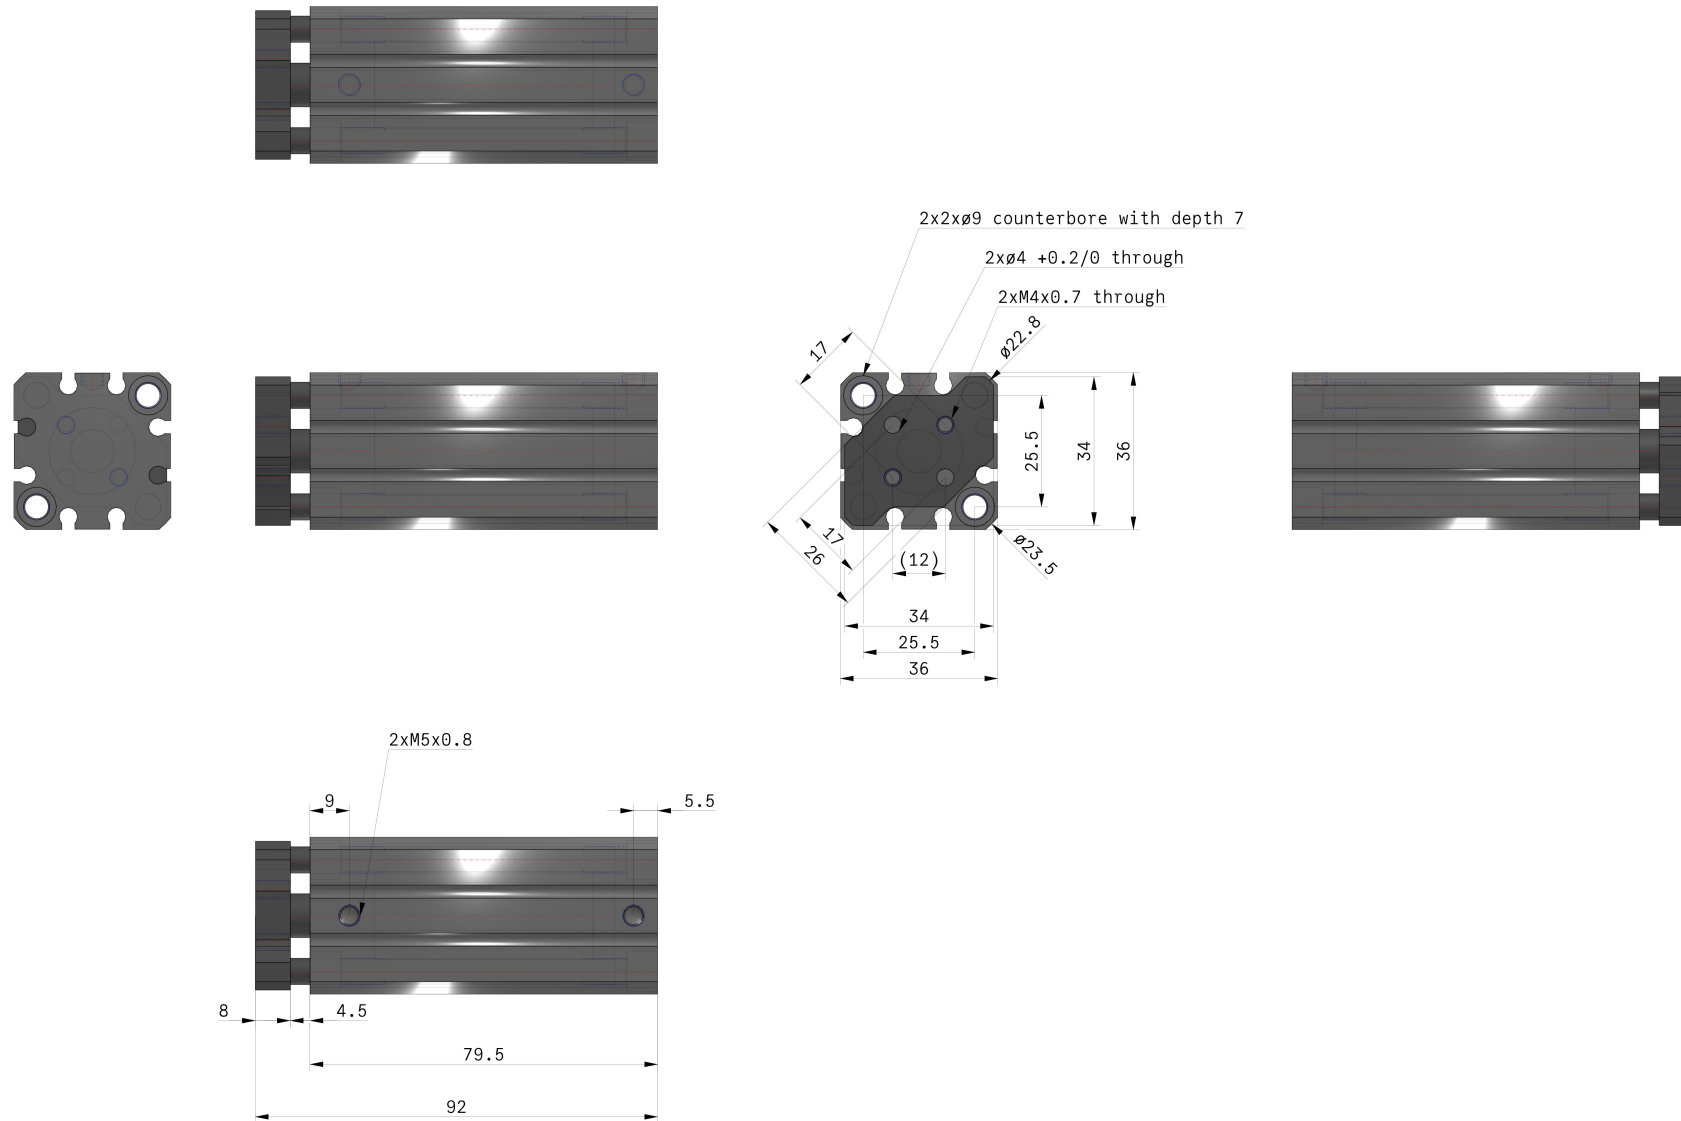 2x2xø9 counterbore with depth 7
2xø4 +0.2/0 through
2xM4x0.7 through
ø22.8
17
25.5
34
36
17
26
(12)
ø23.5
34
25.5
36
2xM5x0.8
9
5.5
8
4.5
79.5
92